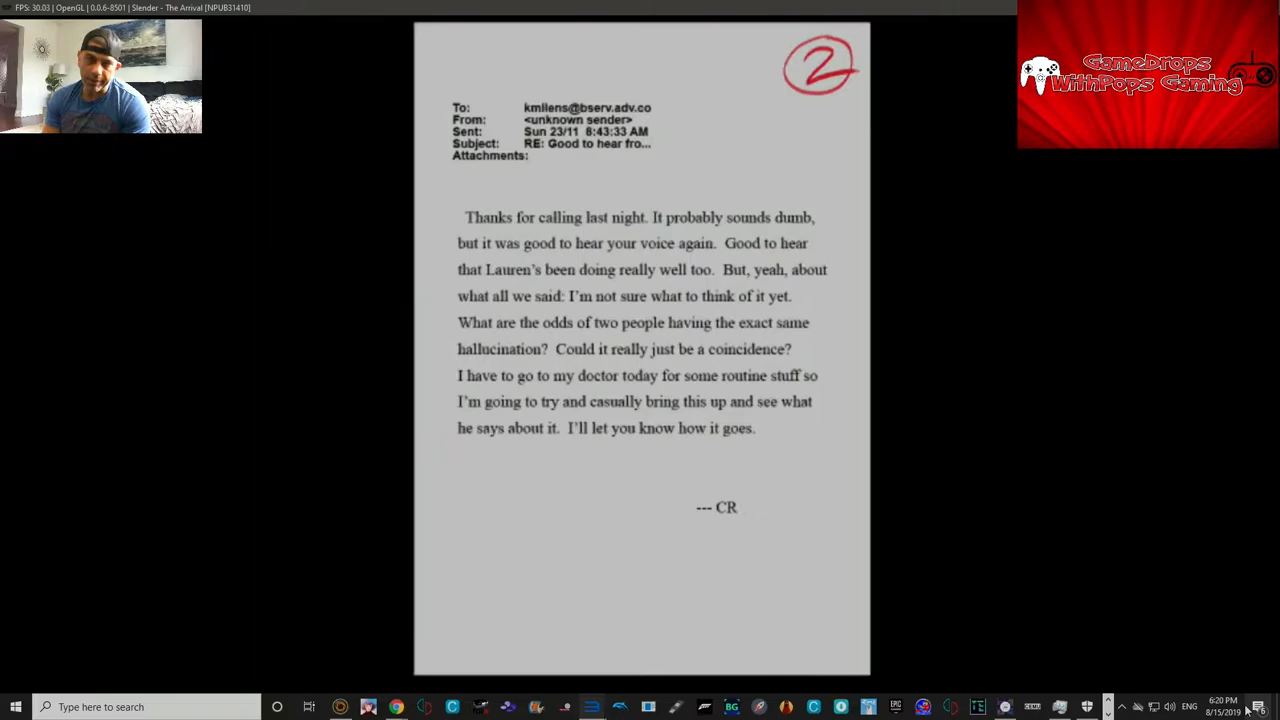 FPS: 30.03 | OpenGL | 0.0.6-8501 | Slender - The Arrival [NPUB31410]
GameDrops
WithPops Gaming
2
To: kmilens@bserv.adv.co
From: <unknown sender>
Sent: Sun 23/11 8:43:33 AM
Subject: RE: Good to hear fro...
Attachments:
Thanks for calling last night. It probably sounds dumb,
but it was good to hear your voice again. Good to hear
that Lauren's been doing really well too. But, yeah, about
what all we said: I'm not sure what to think of it yet.
What are the odds of two people having the exact same
hallucination? Could it really just be a coincidence?
I have to go to my doctor today for some routine stuff so
I'm going to try and casually bring this up and see what
he says about it. I'll let you know how it goes.
--- CR
Type here to search
ENG
6:20 PM
8/15/2019